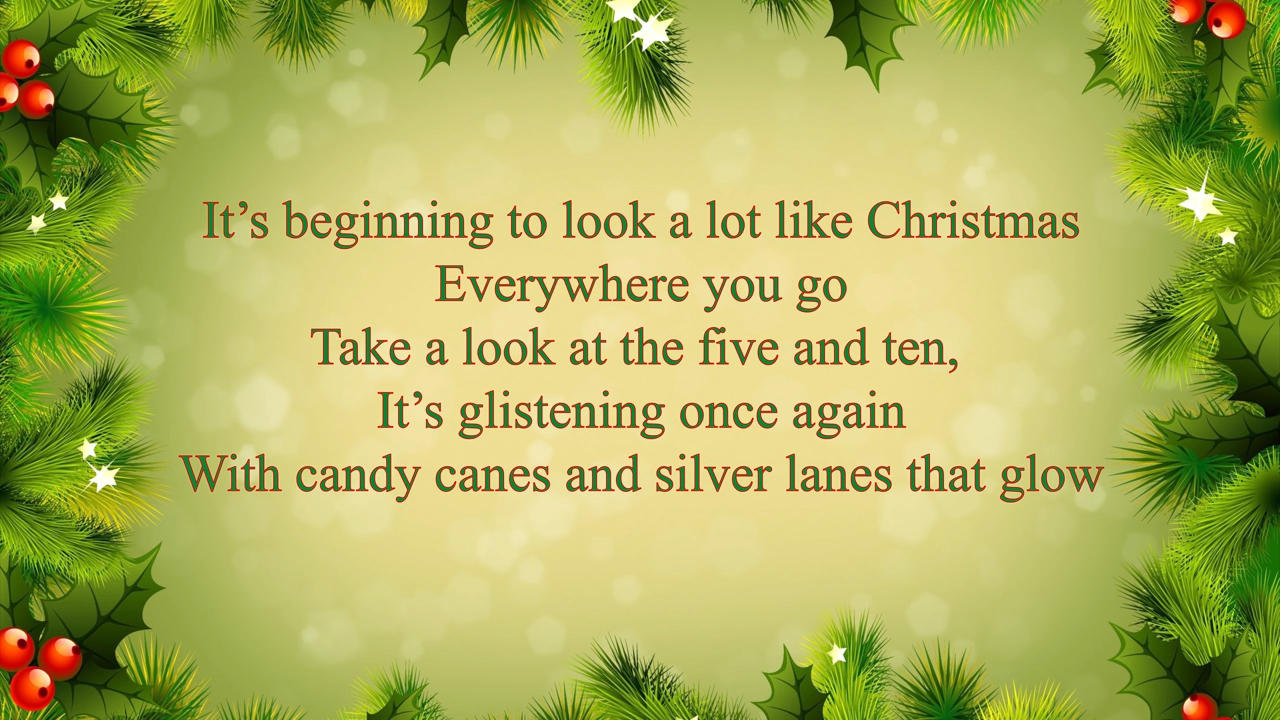 It’s beginning to look a lot like Christmas
Everywhere you go
Take a look at the five and ten,
It’s glistening once again
With candy canes and silver lanes that glow